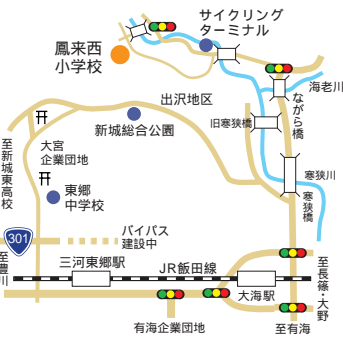 サイクリング
ターミナル
鳳来西
小学校
海老川
ながら橋
出沢地区
旧寒狭橋
新城総合公園
大宮
企業団地
至新城東高校
寒狭川
寒狭橋
東郷
中学校
301
バイパス
建設中
至豊川
三河東郷駅
JR飯田線
大海駅
至長篠・大野
有海企業団地
至有海